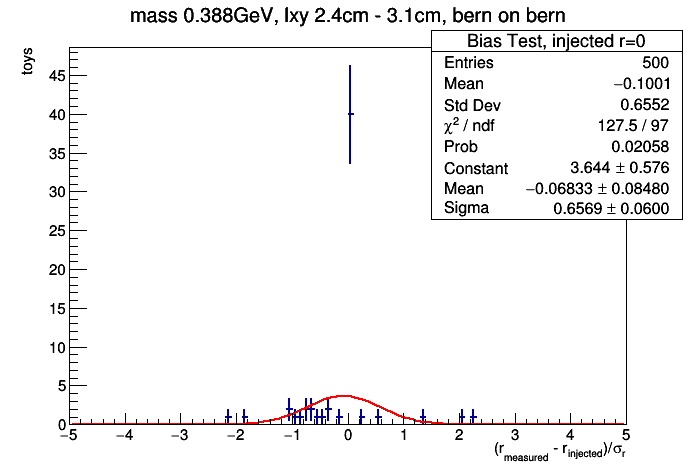 mass 0.388GeV, lxy 2.4cm - 3.1cm, bern on bern
toys
Bias Test, injected r=0
Entries 500
Mean −0.1001
Std Dev 0.6552
χ² / ndf 127.5 / 97
Prob 0.02058
Constant 3.644 ± 0.576
Mean −0.06833 ± 0.08480
Sigma 0.6569 ± 0.0600
45
40
35
30
25
20
15
10
5
0
−5 −4 −3 −2 −1 0 1 2 3 4 5
(r_measured - r_injected)/σ_r